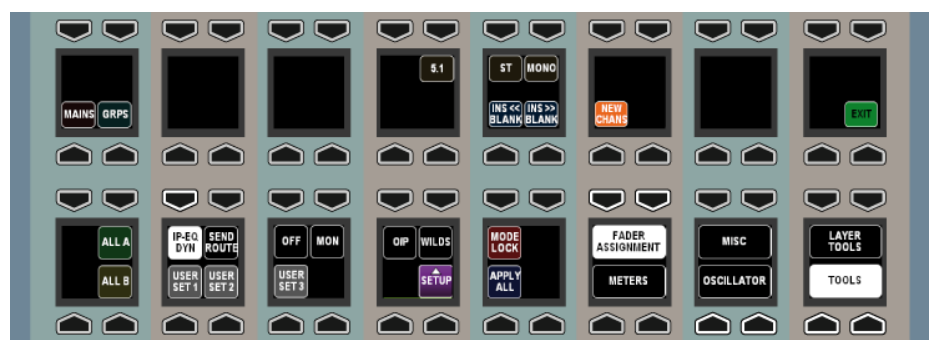 5.1
ST MONO
MAINS GRPS
INS << INS >>
BLANK BLANK
NEW
CHANS
EXIT
ALL A
IP-EQ SEND
DYN ROUTE
OFF MON
OIP WILDS
MODE
LOCK
FADER
ASSIGNMENT
MISC
LAYER
TOOLS
ALL B
USER USER
SET 1 SET 2
USER
SET 3
SETUP
APPLY
ALL
METERS
OSCILLATOR
TOOLS